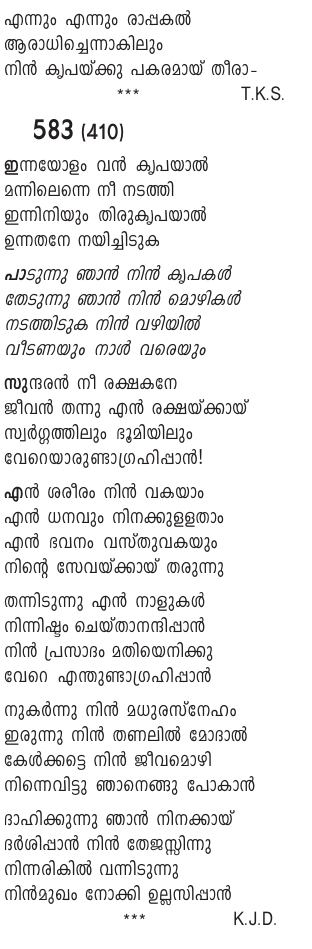 എന്നും എന്നും രാപ്പകൽ
ആരാധിച്ചെന്നാകിലും
നിൻ കൃപയ്ക്കു പകരമായ് തീരാ-
*** T.K.S.
583 (410)
ഇന്നയോളം വൻ കൃപയാൽ
മന്നിലെന്നെ നീ നടത്തി
ഇന്നിനിയും തിരുകൃപയാൽ
ഉന്നതനേ നയിച്ചിടുക
പാടുന്നു ഞാൻ നിൻ കൃപകൾ
തേടുന്നു ഞാൻ നിൻ മൊഴികൾ
നടത്തിടുക നിൻ വഴിയിൽ
വീടണയും നാൾ വരെയും
സുന്ദരൻ നീ രക്ഷകനേ
ജീവൻ തന്നു എൻ രക്ഷയ്ക്കായ്
സ്വർഗ്ഗത്തിലും ഭൂമിയിലും
വേറെയാരുണ്ടാഗ്രഹിപ്പാൻ!
എൻ ശരീരം നിൻ വകയാം
എൻ ധനവും നിനക്കുളളതാം
എൻ ഭവനം വസ്തുവകയും
നിന്റെ സേവയ്ക്കായ് തരുന്നു
തന്നിടുന്നു എൻ നാളുകൾ
നിന്നിഷ്ടം ചെയ്താനന്ദിപ്പാൻ
നിൻ പ്രസാദം മതിയെനിക്കു
വേറെ എന്തുണ്ടാഗ്രഹിപ്പാൻ
നുകർന്നു നിൻ മധുരസ്നേഹം
ഇരുന്നു നിൻ തണലിൽ മോദാൽ
കേൾക്കട്ടെ നിൻ ജീവമൊഴി
നിന്നെവിട്ടു ഞാനെങ്ങു പോകാൻ
ദാഹിക്കുന്നു ഞാൻ നിനക്കായ്
ദർശിപ്പാൻ നിൻ തേജസ്സിന്നു
നിന്നരികിൽ വന്നിടുന്നു
നിൻമുഖം നോക്കി ഉല്ലസിപ്പാൻ
*** K.J.D.